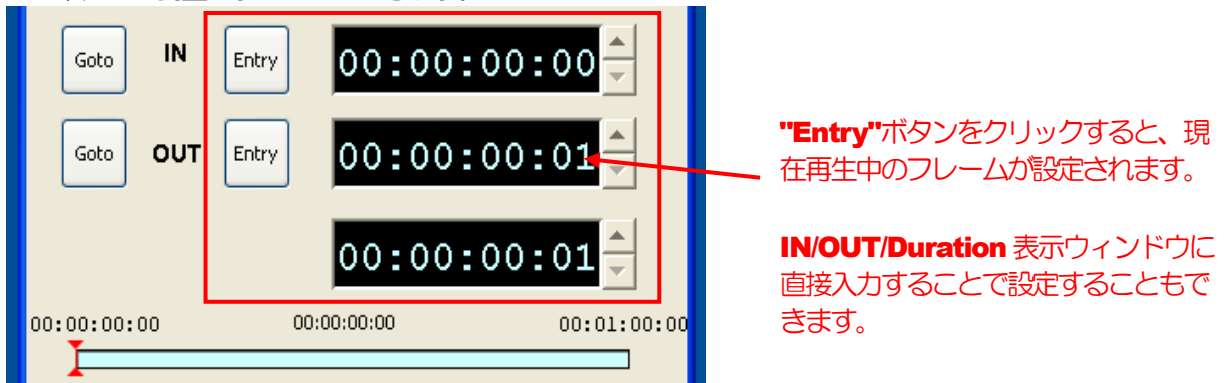 Goto IN Entry 00:00:00:00
Goto OUT Entry 00:00:00:01
00:00:00:01
00:00:00:00 00:00:00:00 00:01:00:00
"Entry"ボタンをクリックすると、現
在再生中のフレームが設定されます。
IN/OUT/Duration 表示ウィンドウに
直接入力することで設定することもで
きます。